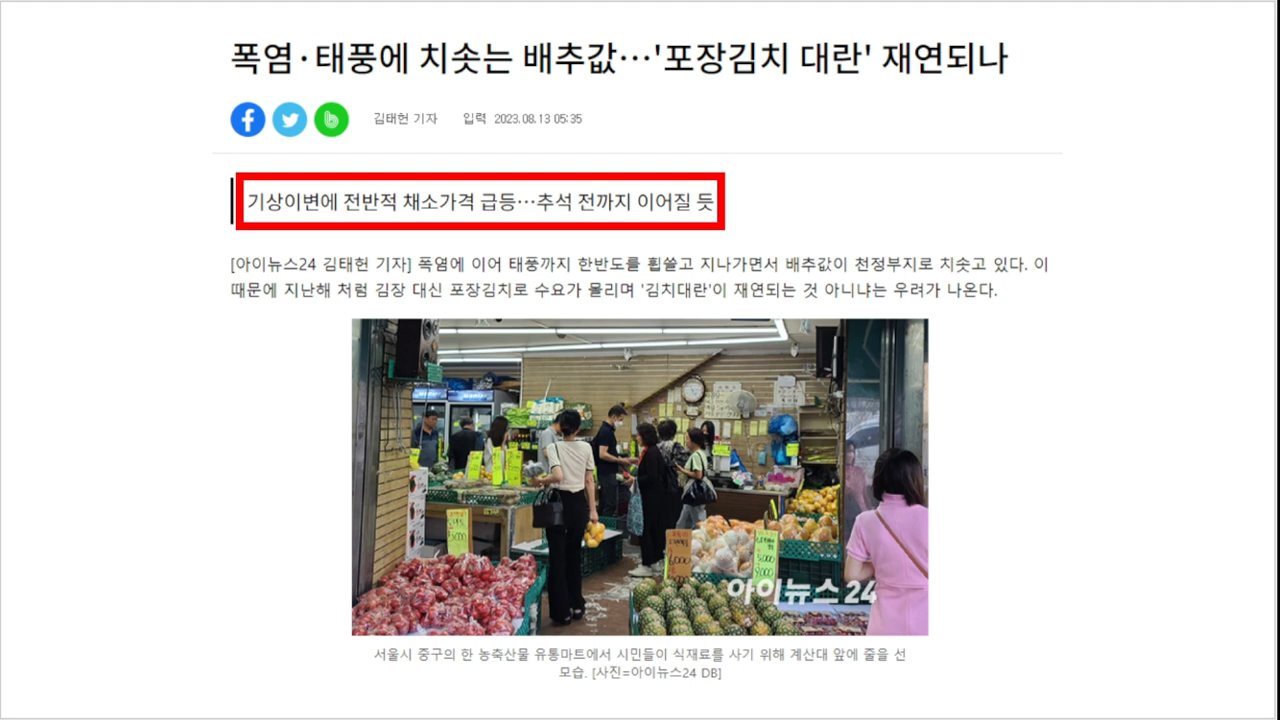 폭염·태풍에 치솟는 배추값…'포장김치 대란' 재연되나
김태헌 기자 입력 2023.08.13 05:35
기상이변에 전반적 채소가격 급등…추석 전까지 이어질 듯
[아이뉴스24 김태헌 기자] 폭염에 이어 태풍까지 한반도를 휩쓸고 지나가면서 배추값이 천정부지로 치솟고 있다. 이
때문에 지난해 처럼 김장 대신 포장김치로 수요가 몰리며 '김치대란'이 재연되는 것 아니냐는 우려가 나온다.
5,000
6,000
5,000
9,000
아이뉴스24
서울시 중구의 한 농축산물 유통마트에서 시민들이 식재료를 사기 위해 계산대 앞에 줄을 선
모습. [사진=아이뉴스24 DB]